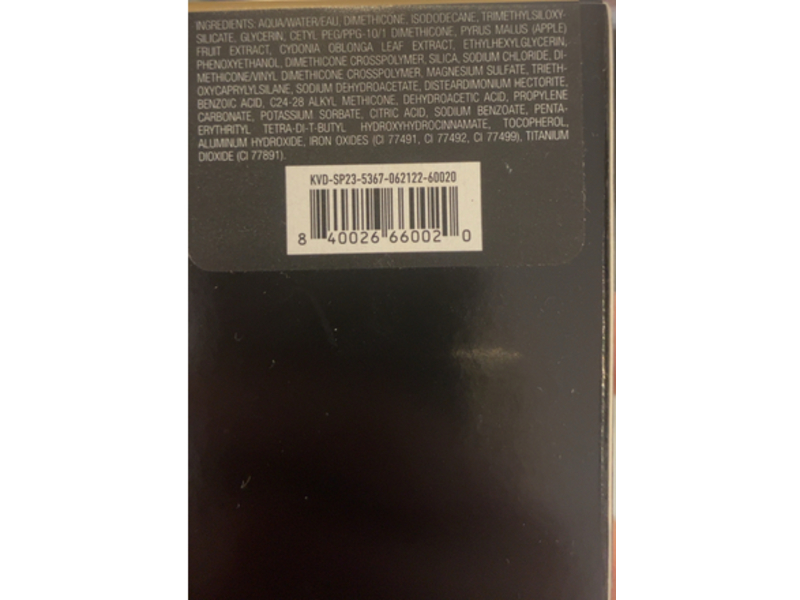 INGREDIENTS: AQUA/WATER/EAU, DIMETHICONE, ISODODECANE, TRIMETHYLSILOXY-
SILICATE, GLYCERIN, CETYL PEG/PPG-10/1 DIMETHICONE, PYRUS MALUS (APPLE)
FRUIT EXTRACT, CYDONIA OBLONGA LEAF EXTRACT, ETHYLHEXYLGLYCERIN,
PHENOXYETHANOL, DIMETHICONE CROSSPOLYMER, SILICA, SODIUM CHLORIDE, DI-
METHICONE/VINYL DIMETHICONE CROSSPOLYMER, MAGNESIUM SULFATE, TRIETH-
OXYCAPRYLYLSILANE, SODIUM DEHYDROACETATE, DISTEARDIMONIUM HECTORITE,
BENZOIC ACID, C24-28 ALKYL METHICONE, DEHYDROACETIC ACID, PROPYLENE
CARBONATE, POTASSIUM SORBATE, CITRIC ACID, SODIUM BENZOATE, PENTA-
ERYTHRITYL TETRA-DI-T-BUTYL HYDROXYHYDROCINNAMATE, TOCOPHEROL,
ALUMINUM HYDROXIDE, IRON OXIDES (CI 77491, CI 77492, CI 77499), TITANIUM
DIOXIDE (CI 77891).
KVD-SP23-5367-062122-60020
8 40026 66002 0